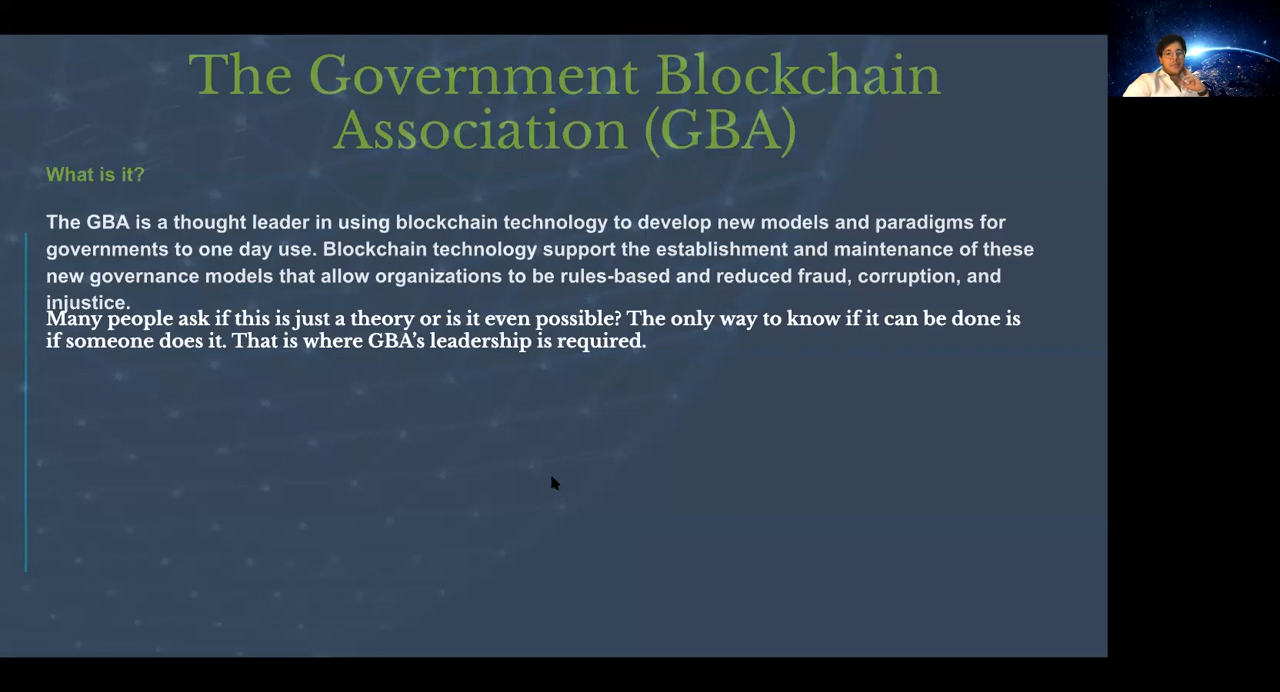 The Government Blockchain
Association (GBA)
What is it?
The GBA is a thought leader in using blockchain technology to develop new models and paradigms for
governments to one day use. Blockchain technology support the establishment and maintenance of these
new governance models that allow organizations to be rules-based and reduced fraud, corruption, and
injustice.
Many people ask if this is just a theory or is it even possible? The only way to know if it can be done is
if someone does it. That is where GBA’s leadership is required.